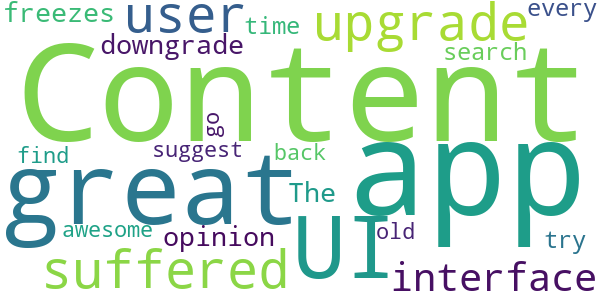 freezes user time upgrade every
downgrade search
Content
go
find suggest back app
great The
awesome opinion UI old try
suffered interface